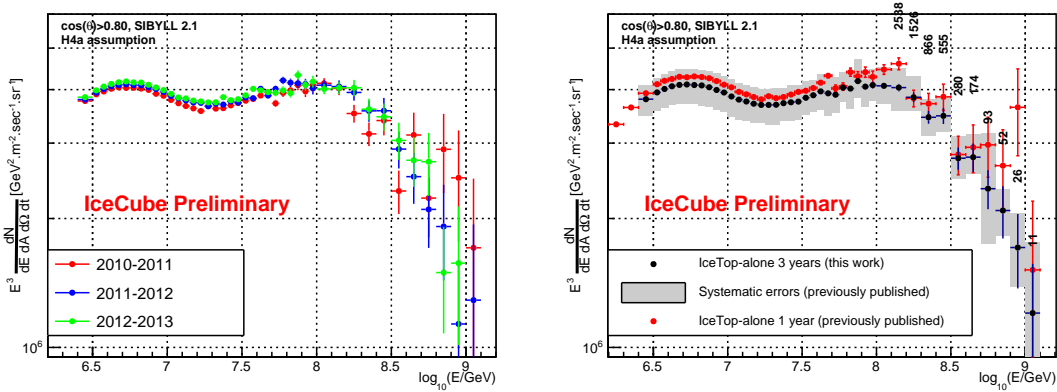 cos(θ)>0.80, SIBYLL 2.1
H4a assumption
IceCube Preliminary
2010-2011
2011-2012
2012-2013
E³ dN / dE dA dΩ dt [GeV².m⁻².sec⁻¹.sr⁻¹]
10⁶
6.5 7 7.5 8 8.5 9
log₁₀(E/GeV)
cos(θ)>0.80, SIBYLL 2.1
H4a assumption
2538
1526
866
555
280
174
93
52
26
11
IceCube Preliminary
IceTop-alone 3 years (this work)
Systematic errors (previously published)
IceTop-alone 1 year (previously published)
E³ dN / dE dA dΩ dt [GeV².m⁻².sec⁻¹.sr⁻¹]
10⁶
6.5 7 7.5 8 8.5 9
log₁₀(E/GeV)